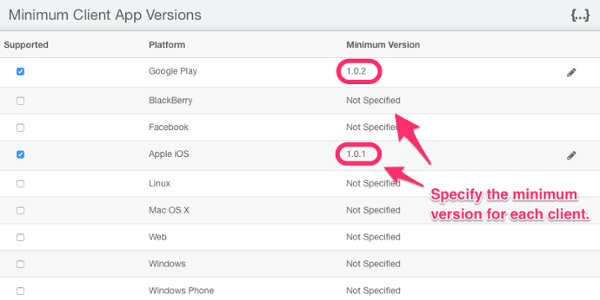 Minimum Client App Versions {...}
Supported Platform Minimum Version
Google Play 1.0.2
BlackBerry Not Specified
Facebook Not Specified
Apple iOS 1.0.1
Linux Not Specified
Mac OS X Not Specified
Web Not Specified
Windows Not Specified
Windows Phone Not Specified
Specify the minimum
version for each client.